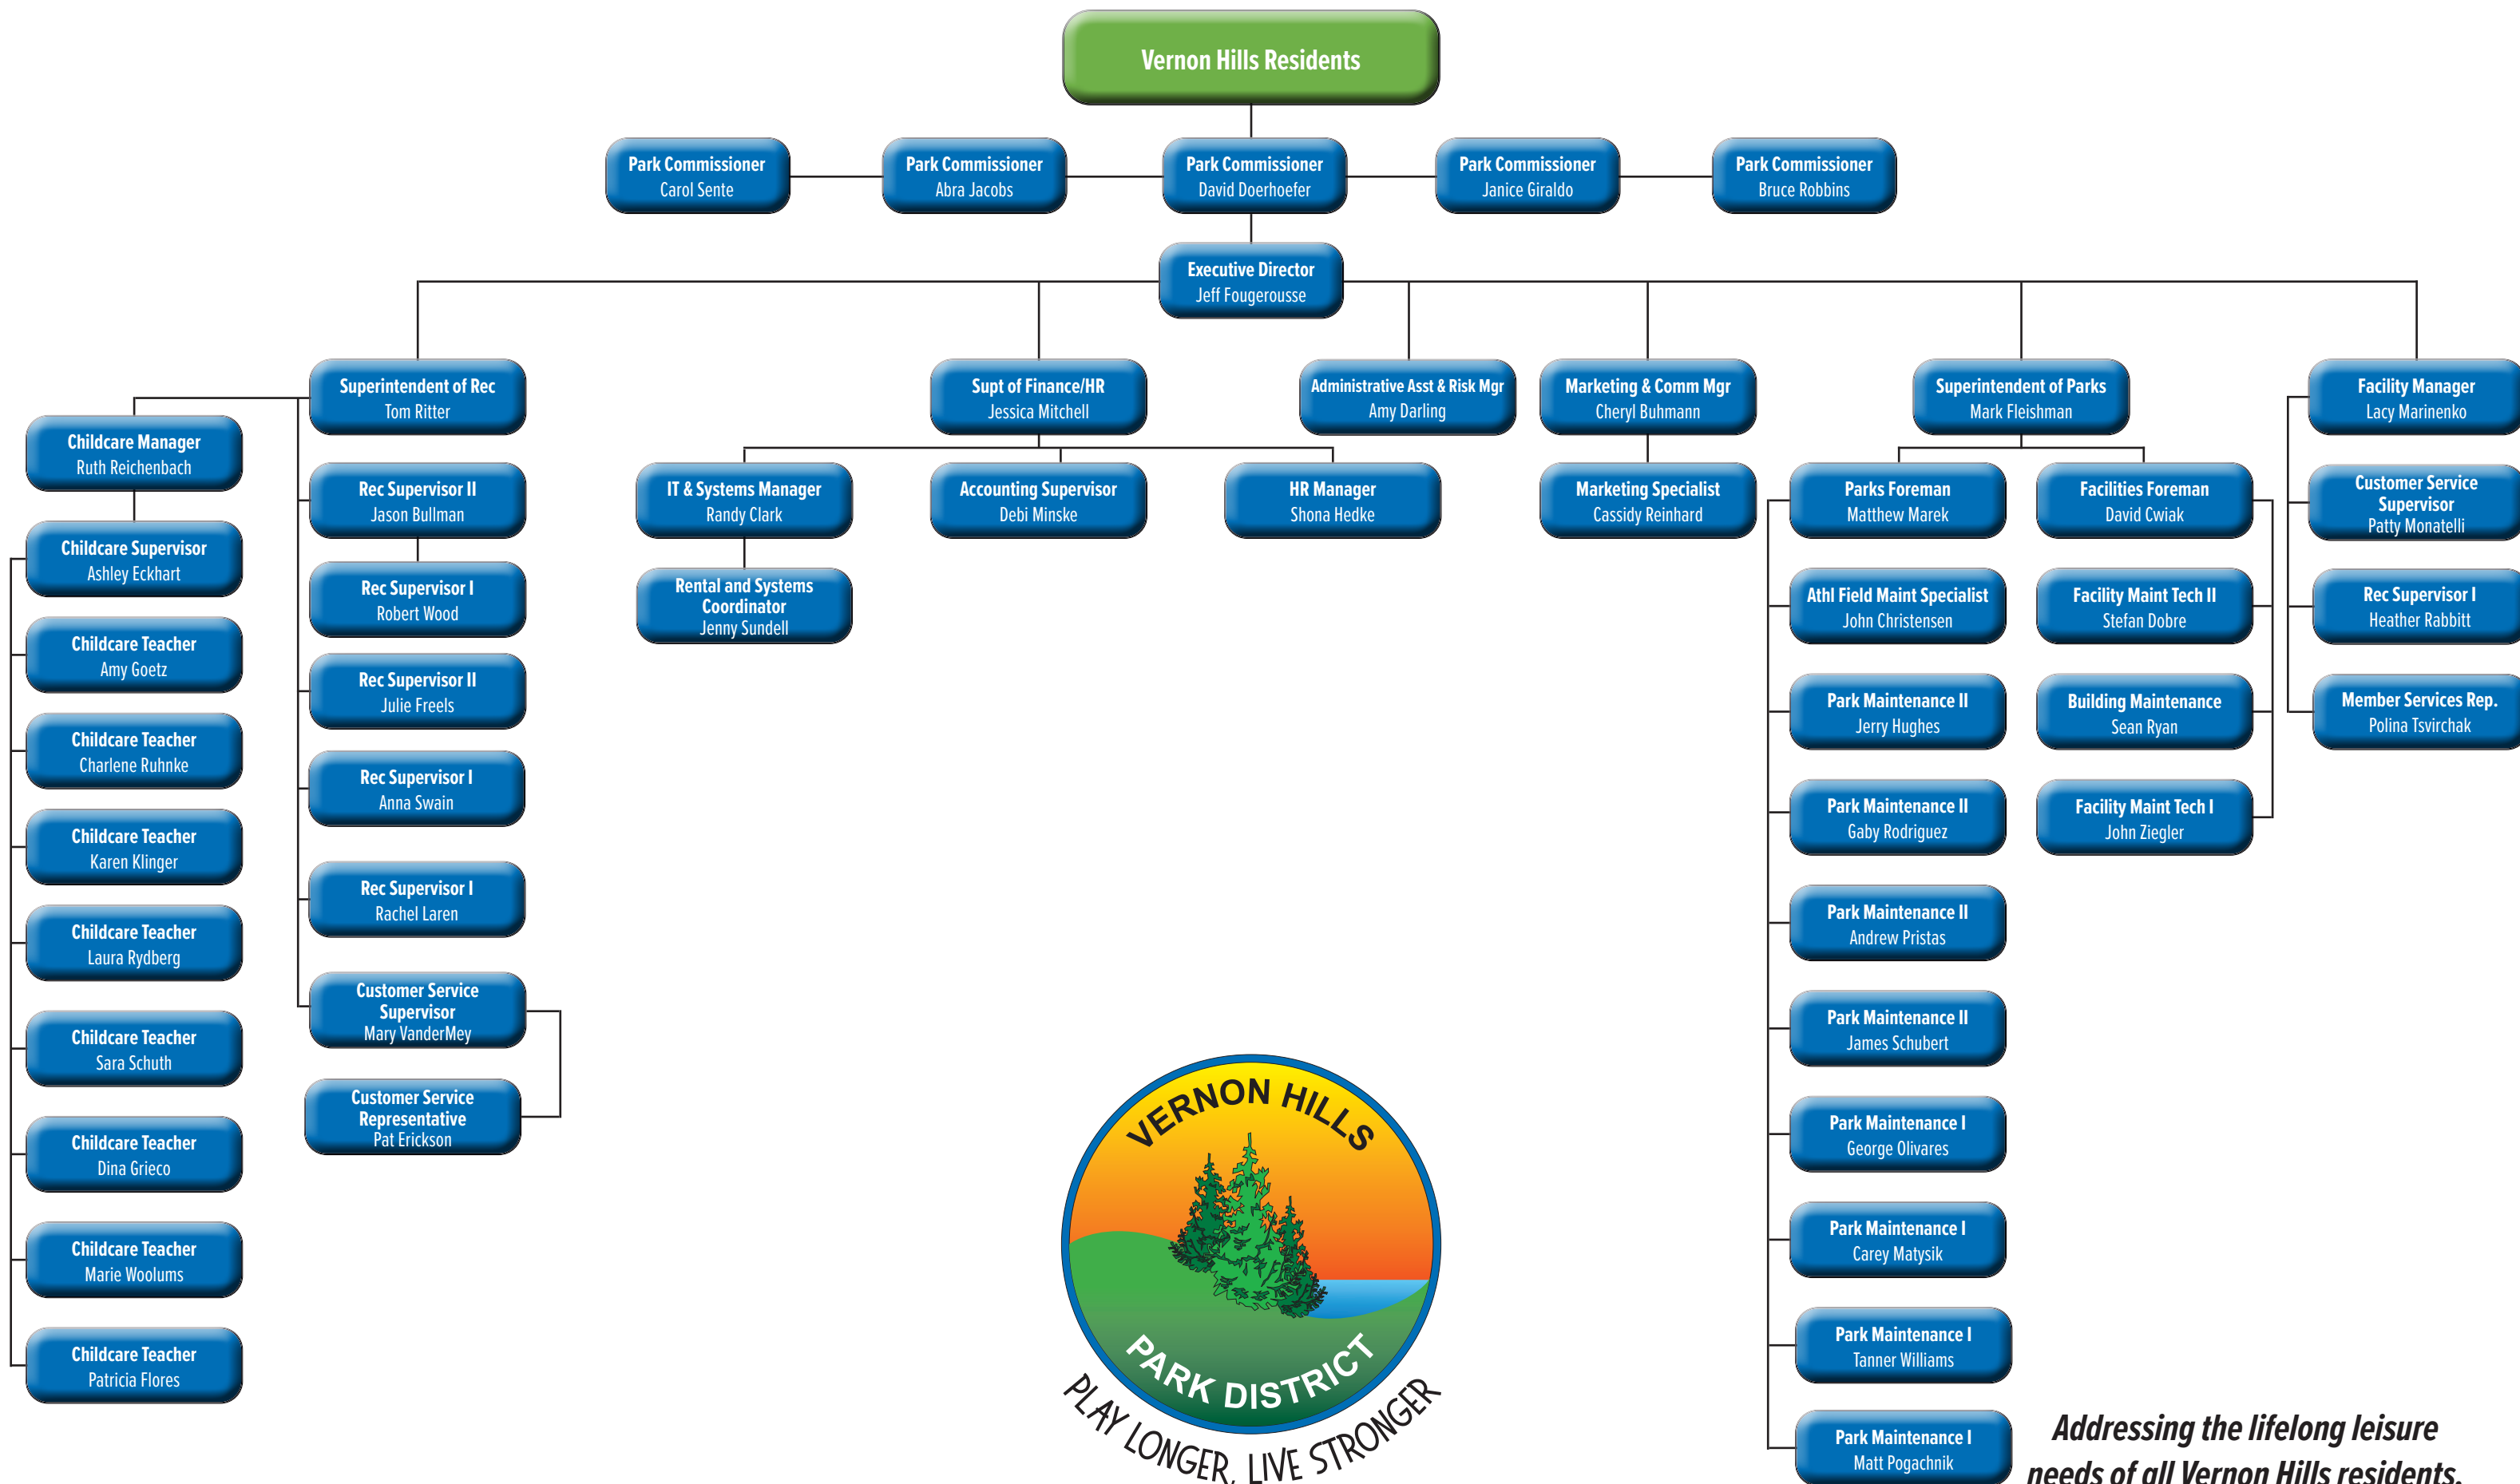 Vernon Hills Residents
Park Commissioner
Carol Sente
Park Commissioner
Abra Jacobs
Park Commissioner
David Doerhoefer
Park Commissioner
Janice Giraldo
Park Commissioner
Bruce Robbins
Executive Director
Jeff Fougerousse
Superintendent of Rec
Tom Ritter
Supt of Finance/HR
Jessica Mitchell
Administrative Asst & Risk Mgr
Amy Darling
Marketing & Comm Mgr
Cheryl Buhmann
Superintendent of Parks
Mark Fleishman
Facility Manager
Lacy Marinenko
Childcare Manager
Ruth Reichenbach
Childcare Supervisor
Ashley Eckhart
Childcare Teacher
Amy Goetz
Childcare Teacher
Charlene Ruhnke
Childcare Teacher
Karen Klinger
Childcare Teacher
Laura Rydberg
Childcare Teacher
Sara Schuth
Childcare Teacher
Dina Grieco
Childcare Teacher
Marie Woolums
Childcare Teacher
Patricia Flores
Rec Supervisor II
Jason Bullman
Rec Supervisor I
Robert Wood
Rec Supervisor II
Julie Freels
Rec Supervisor I
Anna Swain
Rec Supervisor I
Rachel Laren
Customer Service
Supervisor
Mary VanderMey
Customer Service
Representative
Pat Erickson
IT & Systems Manager
Randy Clark
Rental and Systems
Coordinator
Jenny Sundell
Accounting Supervisor
Debi Minske
HR Manager
Shona Hedke
Marketing Specialist
Cassidy Reinhard
Parks Foreman
Matthew Marek
Athl Field Maint Specialist
John Christensen
Park Maintenance II
Jerry Hughes
Park Maintenance II
Gaby Rodriguez
Park Maintenance II
Andrew Pristas
Park Maintenance II
James Schubert
Park Maintenance I
George Olivares
Park Maintenance I
Carey Matysik
Park Maintenance I
Tanner Williams
Park Maintenance I
Matt Pogachnik
Facilities Foreman
David Cwiak
Facility Maint Tech II
Stefan Dobre
Building Maintenance
Sean Ryan
Facility Maint Tech I
John Ziegler
Customer Service
Supervisor
Patty Monatelli
Rec Supervisor I
Heather Rabbitt
Member Services Rep.
Polina Tsvirchak
VERNON HILLS
PARK DISTRICT
PLAY LONGER, LIVE STRONGER
Addressing the lifelong leisure
needs of all Vernon Hills residents.